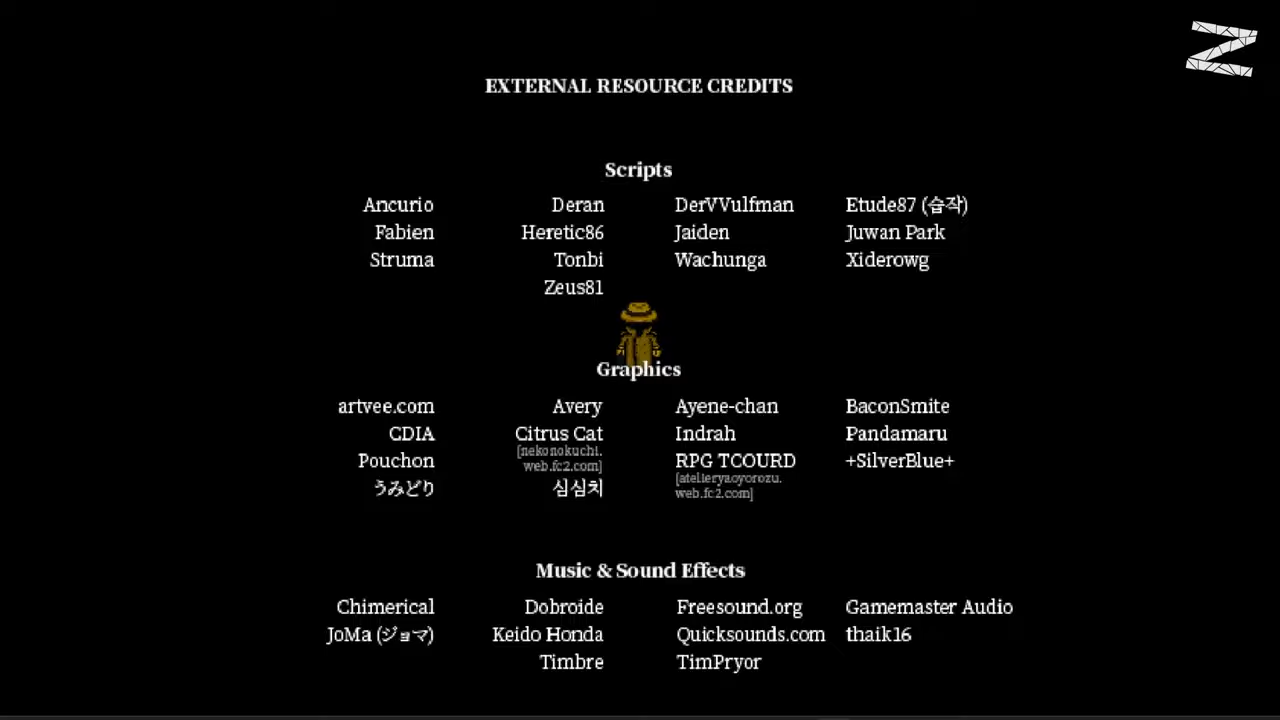 EXTERNAL RESOURCE CREDITS
Scripts
Ancurio Deran DerVVulfman Etude87 (습작)
Fabien Heretic86 Jaiden Juwan Park
Struma Tonbi Wachunga Xiderowg
Zeus81
Graphics
artvee.com Avery Ayene-chan BaconSmite
CDIA Citrus Cat Indrah Pandamaru
[nekonokuchi.
web.fc2.com]
Pouchon RPG TCOURD +SilverBlue+
[atelieryaoyorozu.
web.fc2.com]
うみどり 심심치
Music & Sound Effects
Chimerical Dobroide Freesound.org Gamemaster Audio
JoMa (ジョマ) Keido Honda Quicksounds.com thaik16
Timbre TimPryor
Z